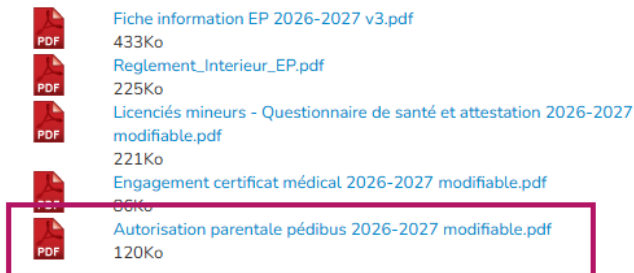 PDF
Fiche information EP 2026-2027 v3.pdf
433Ko
PDF
Reglement_Interieur_EP.pdf
225Ko
PDF
Licenciés mineurs - Questionnaire de santé et attestation 2026-2027
modifiable.pdf
221Ko
PDF
Engagement certificat médical 2026-2027 modifiable.pdf
86Ko
PDF
Autorisation parentale pédibus 2026-2027 modifiable.pdf
120Ko